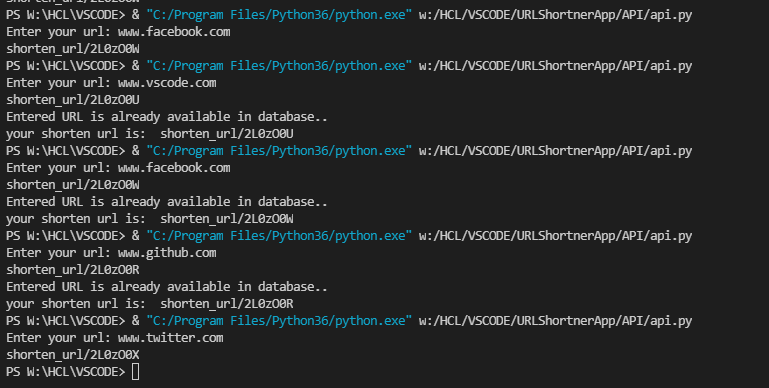 shorten_url/2L0zO0W
PS W:\HCL\VSCODE> & "C:/Program Files/Python36/python.exe" w:/HCL/VSCODE/URLShortnerApp/API/api.py
Enter your url: www.facebook.com
shorten_url/2L0zO0W
PS W:\HCL\VSCODE> & "C:/Program Files/Python36/python.exe" w:/HCL/VSCODE/URLShortnerApp/API/api.py
Enter your url: www.vscode.com
shorten_url/2L0zO0U
Entered URL is already available in database..
your shorten url is:  shorten_url/2L0zO0U
PS W:\HCL\VSCODE> & "C:/Program Files/Python36/python.exe" w:/HCL/VSCODE/URLShortnerApp/API/api.py
Enter your url: www.facebook.com
shorten_url/2L0zO0W
Entered URL is already available in database..
your shorten url is:  shorten_url/2L0zO0W
PS W:\HCL\VSCODE> & "C:/Program Files/Python36/python.exe" w:/HCL/VSCODE/URLShortnerApp/API/api.py
Enter your url: www.github.com
shorten_url/2L0zO0R
Entered URL is already available in database..
your shorten url is:  shorten_url/2L0zO0R
PS W:\HCL\VSCODE> & "C:/Program Files/Python36/python.exe" w:/HCL/VSCODE/URLShortnerApp/API/api.py
Enter your url: www.twitter.com
shorten_url/2L0zO0X
PS W:\HCL\VSCODE>